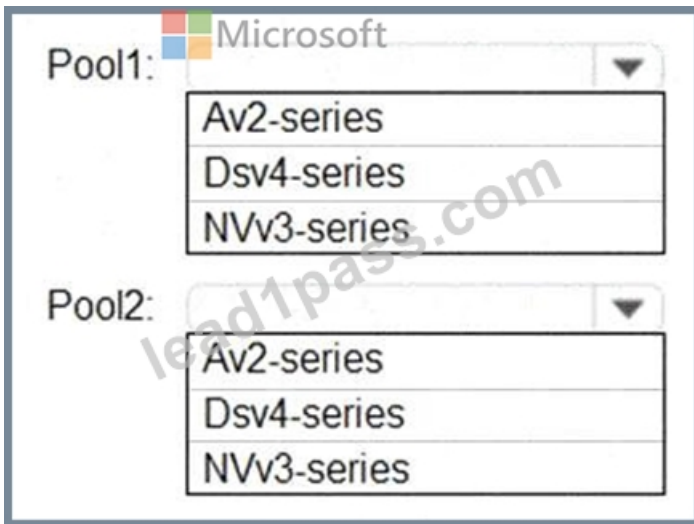 Microsoft
Pool1:
Av2-series
Dsv4-series
NVv3-series
Pool2:
Av2-series
Dsv4-series
NVv3-series
lead1pass.com